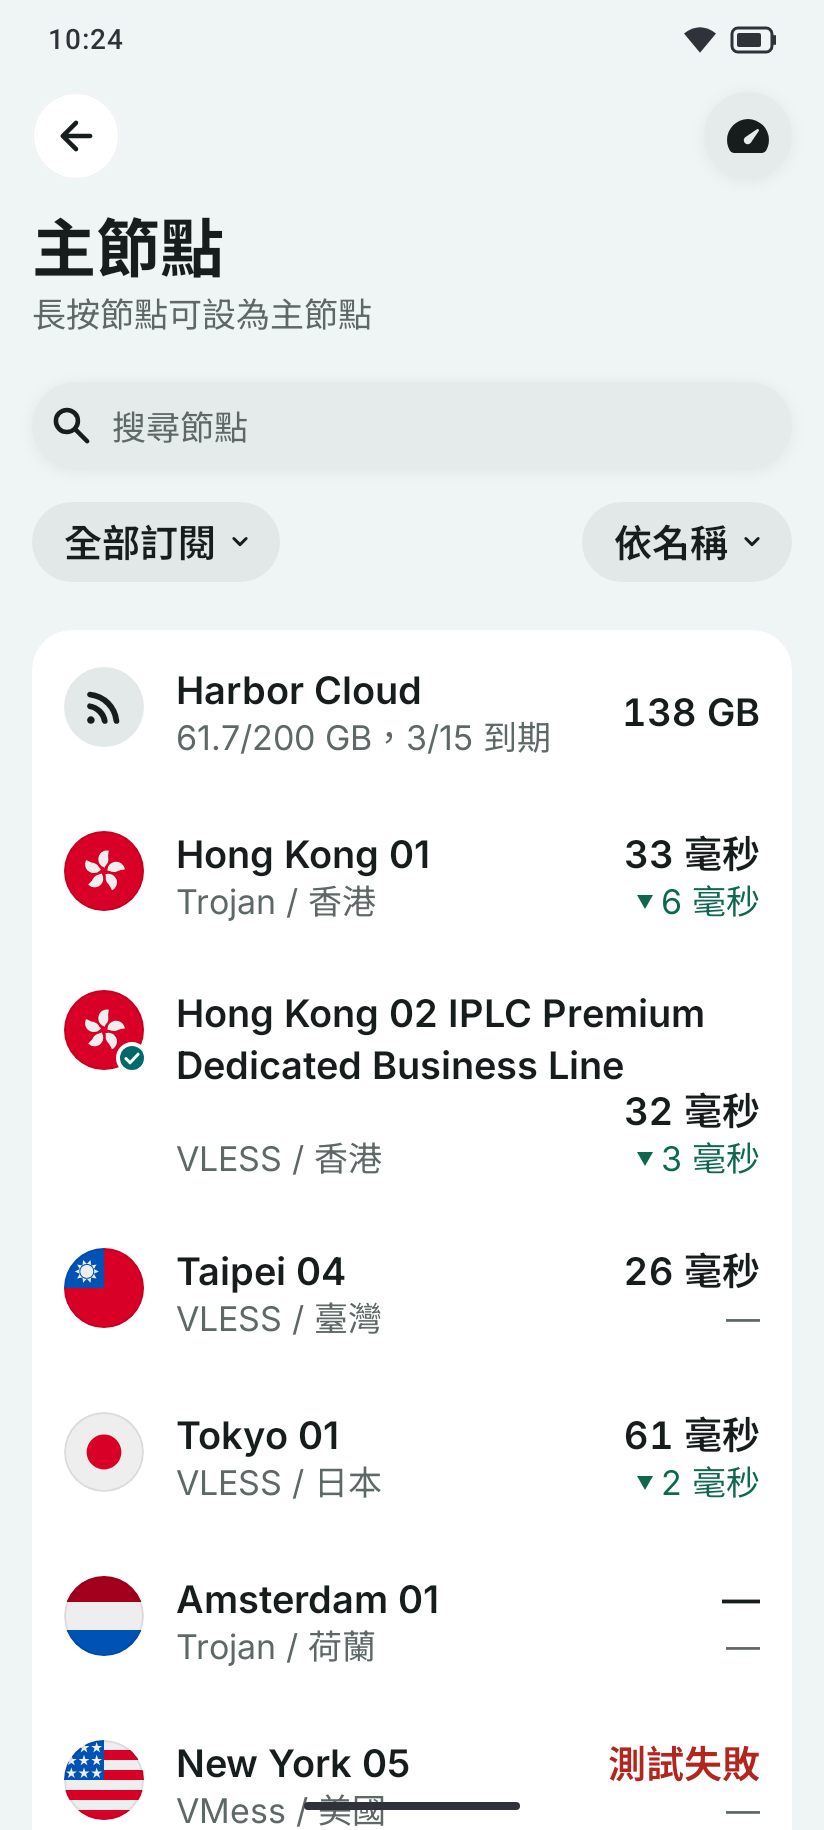 10:24
主節點
長按節點可設為主節點
搜尋節點
全部訂閱
依名稱
Harbor Cloud
138 GB
61.7/200 GB，3/15 到期
Hong Kong 01
33 毫秒
Trojan / 香港
▼6 毫秒
Hong Kong 02 IPLC Premium
Dedicated Business Line
32 毫秒
VLESS / 香港
▼3 毫秒
Taipei 04
26 毫秒
VLESS / 臺灣
—
Tokyo 01
61 毫秒
VLESS / 日本
▼2 毫秒
Amsterdam 01
—
Trojan / 荷蘭
—
New York 05
測試失敗
VMess / 美國
—